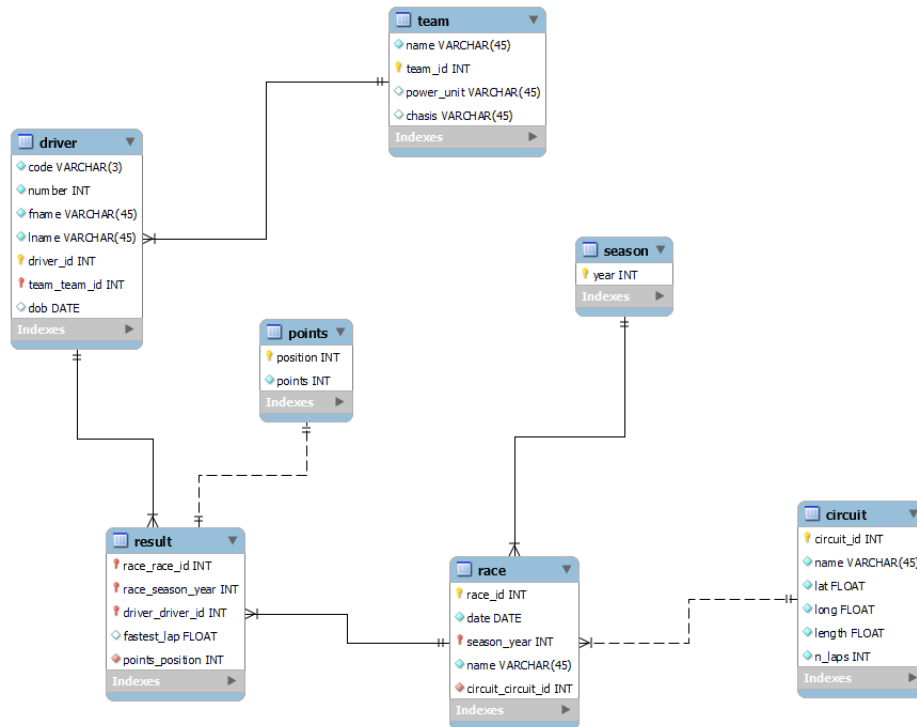 team
name VARCHAR(45)
team_id INT
power_unit VARCHAR(45)
chasis VARCHAR(45)
Indexes
driver
code VARCHAR(3)
number INT
fname VARCHAR(45)
lname VARCHAR(45)
driver_id INT
team_team_id INT
dob DATE
Indexes
season
year INT
Indexes
points
position INT
points INT
Indexes
result
race_race_id INT
race_season_year INT
driver_driver_id INT
fastest_lap FLOAT
points_position INT
Indexes
race
race_id INT
date DATE
season_year INT
name VARCHAR(45)
circuit_circuit_id INT
Indexes
circuit
circuit_id INT
name VARCHAR(45)
lat FLOAT
long FLOAT
length FLOAT
n_laps INT
Indexes